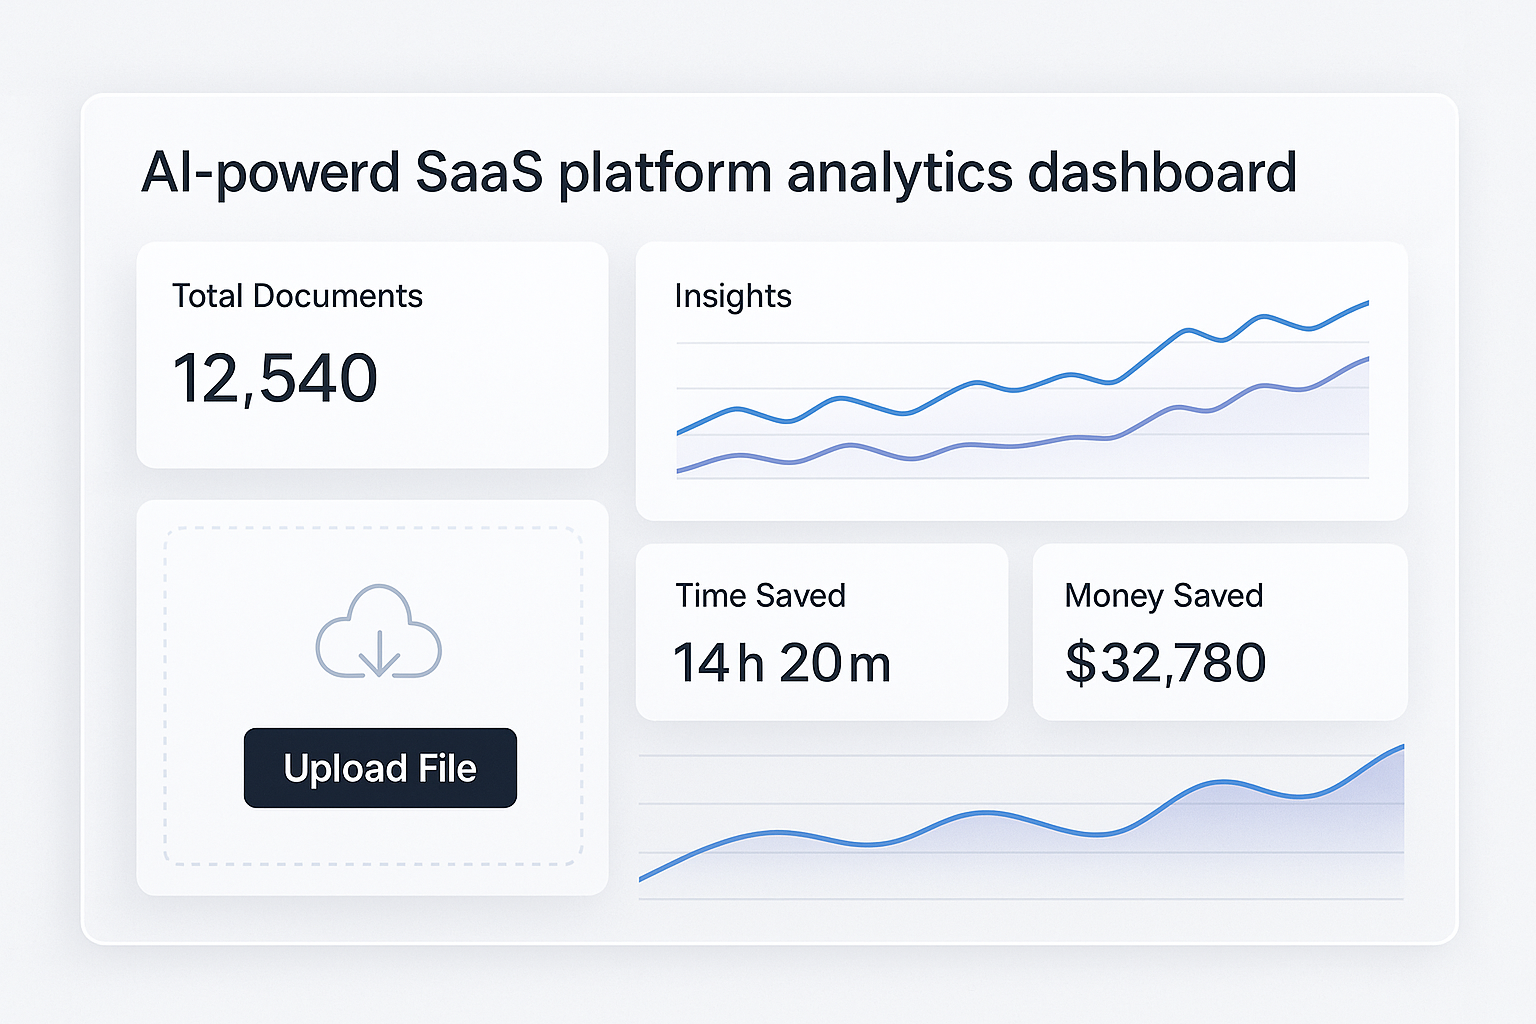 AI-powerd SaaS platform analytics dashboard
Total Documents
12,540
Insights
Upload File
Time Saved
14h 20m
Money Saved
$32,780